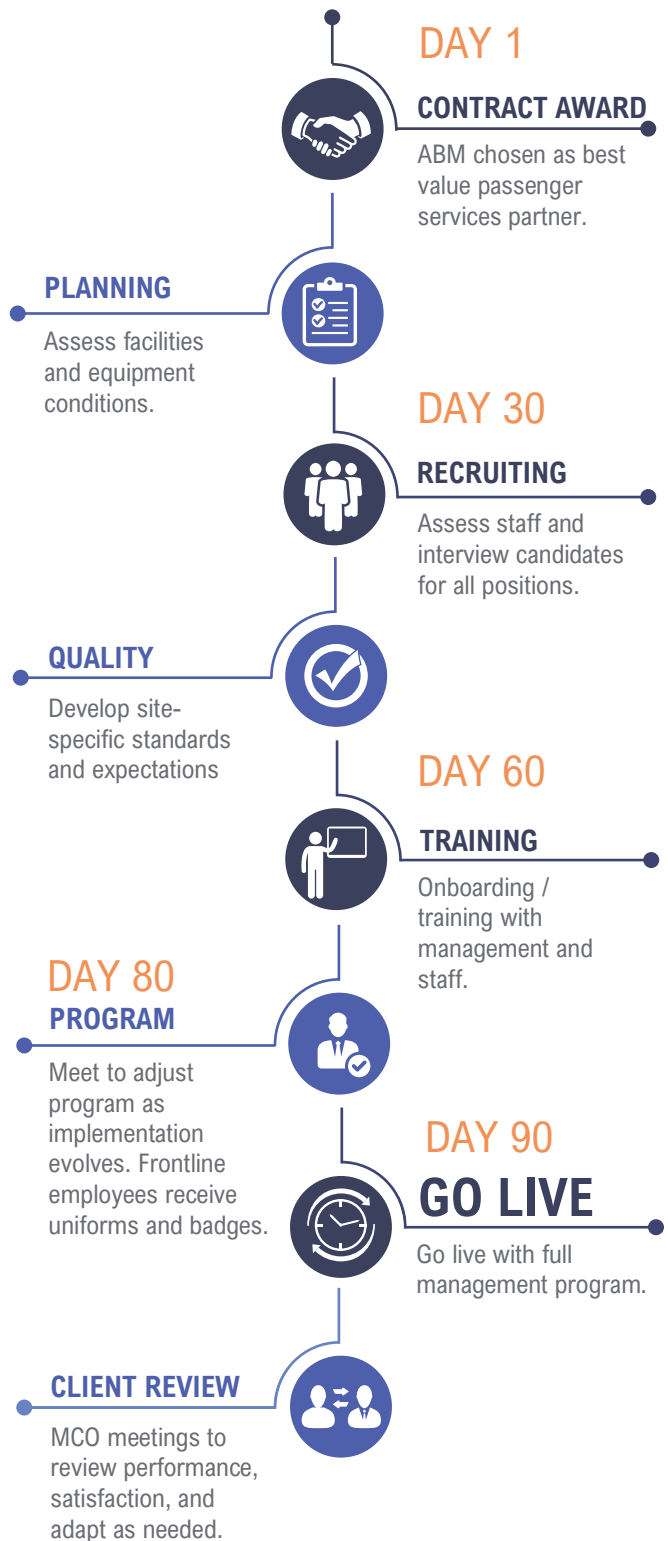 DAY 1
CONTRACT AWARD
ABM chosen as best
value passenger
services partner.
PLANNING
Assess facilities
and equipment
conditions.
DAY 30
RECRUITING
Assess staff and
interview candidates
for all positions.
QUALITY
Develop site-
specific standards
and expectations
DAY 60
TRAINING
Onboarding /
training with
management and
staff.
DAY 80
PROGRAM
Meet to adjust
program as
implementation
evolves. Frontline
employees receive
uniforms and badges.
DAY 90
GO LIVE
Go live with full
management program.
CLIENT REVIEW
MCO meetings to
review performance,
satisfaction, and
adapt as needed.